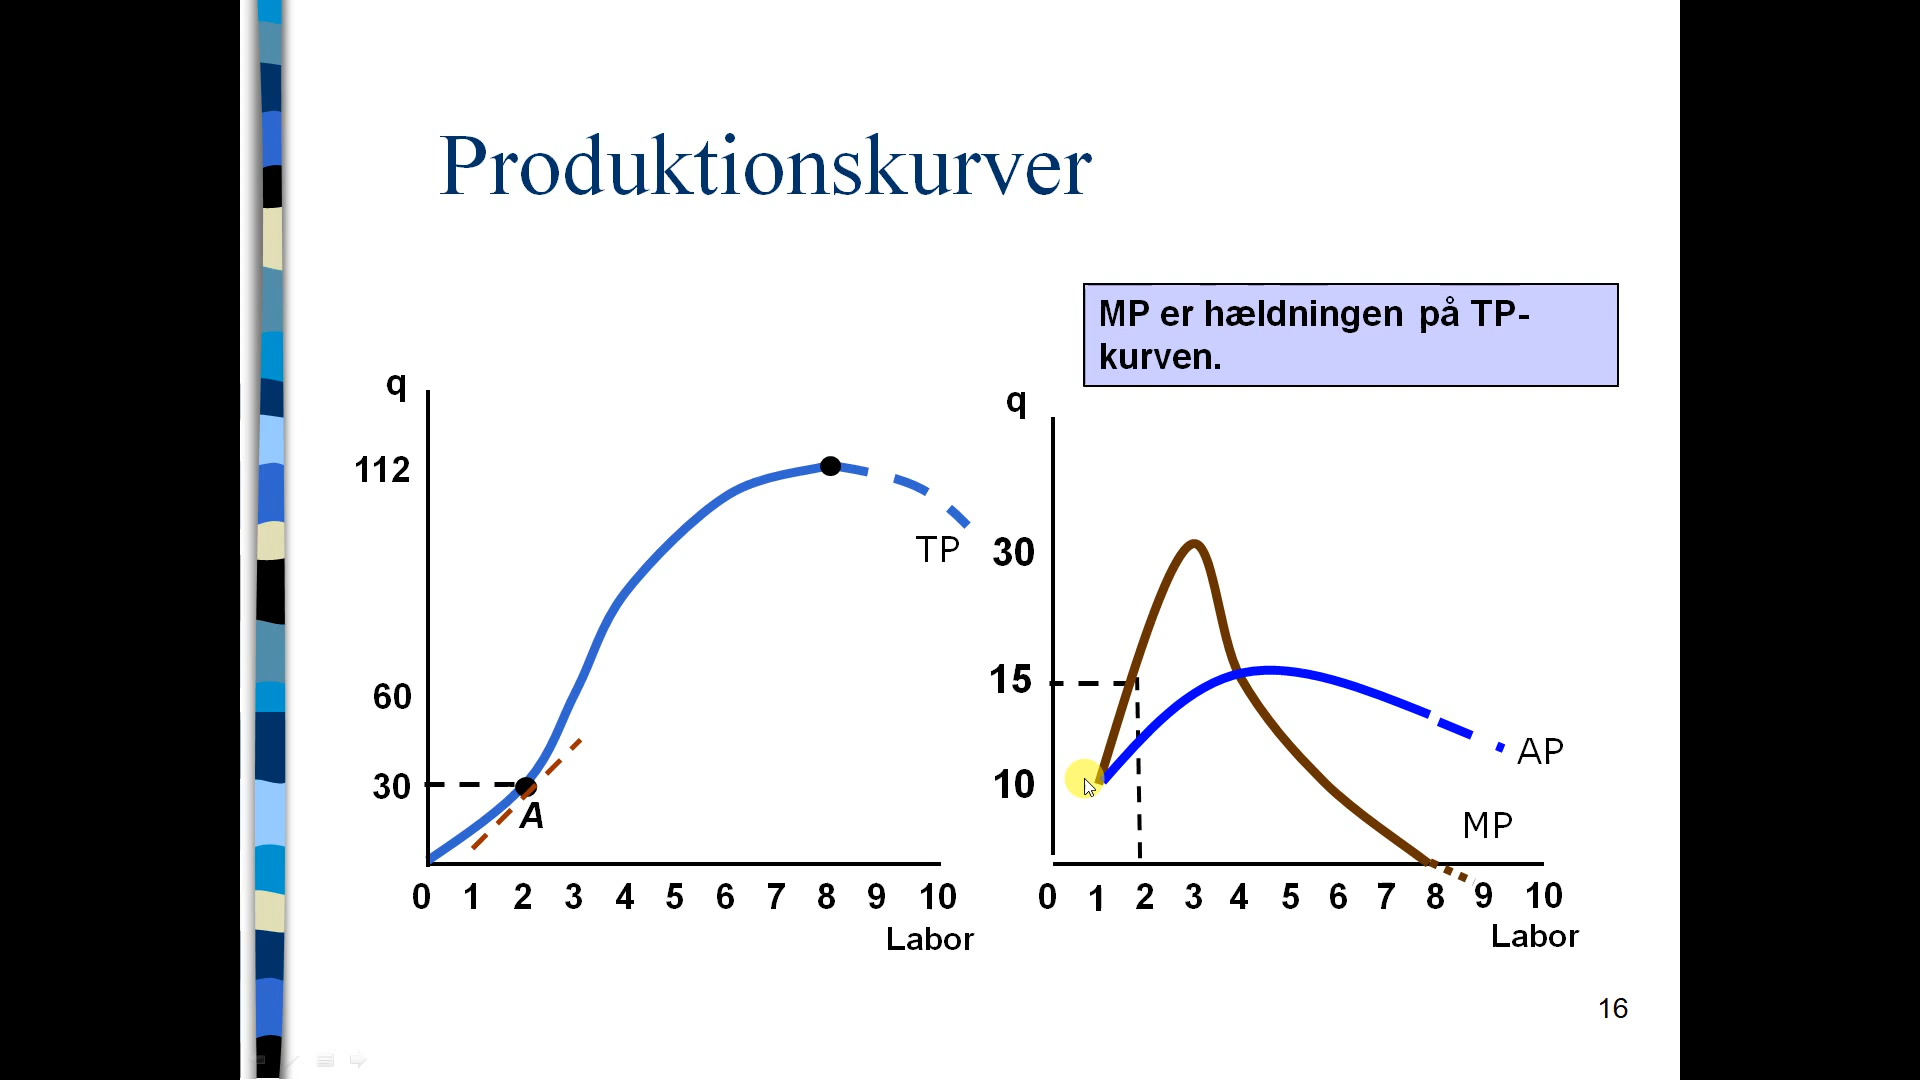 Produktionskurver
MP er hældningen på TP-
kurven.
q
112
60
30
A
TP
0 1 2 3 4 5 6 7 8 9 10
Labor
q
30
15
10
AP
MP
0 1 2 3 4 5 6 7 8 9 10
Labor
16